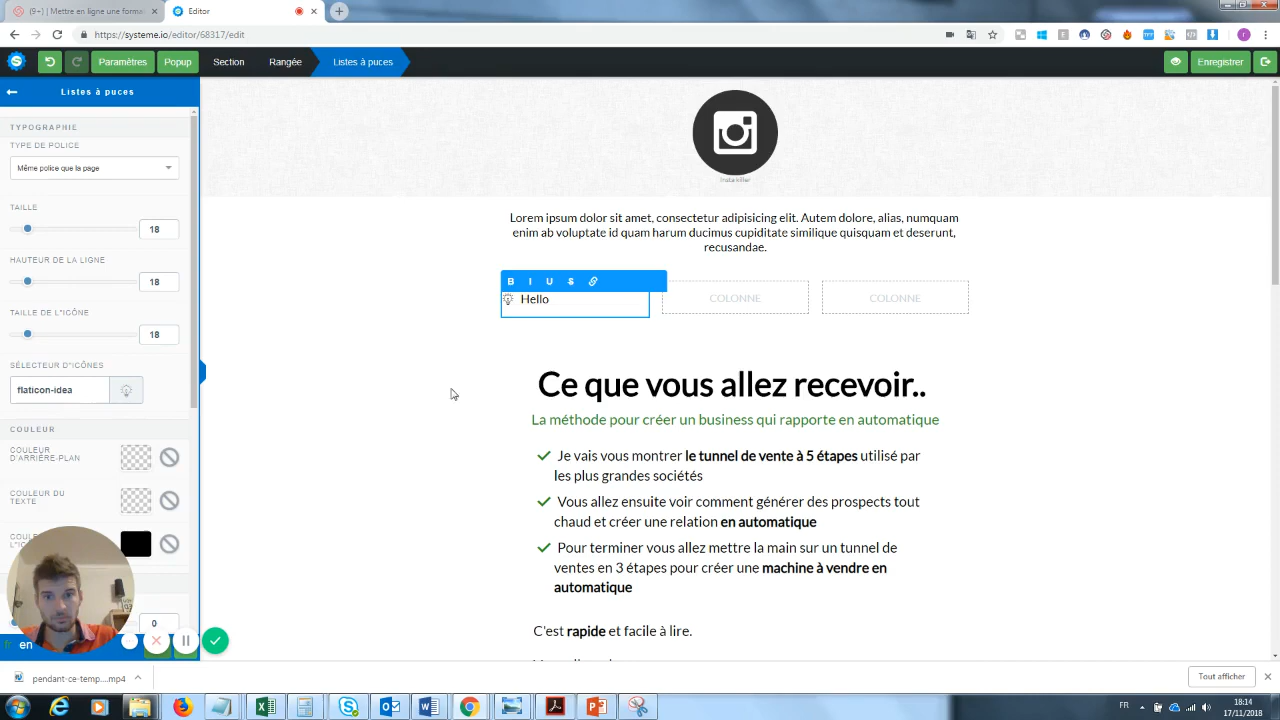 (9+) | Mettre en ligne une forma
Editor
https://systeme.io/editor/68317/edit
Paramètres
Popup
Section
Rangée
Listes à puces
Enregistrer
Listes à puces
TYPOGRAPHIE
TYPE DE POLICE
Même police que la page
TAILLE
18
HAUTEUR DE LA LIGNE
18
TAILLE DE L"ICÔNE
18
SÉLECTEUR D"ICÔNES
flaticon-idea
COULEUR
COULEUR
D'ARRIÈRE-PLAN
COULEUR DU
TEXTE
0
fr en
Insta killer
Lorem ipsum dolor sit amet, consectetur adipisicing elit. Autem dolore, alias, numquam
enim ab voluptate id quam harum ducimus cupiditate similique quisquam et deserunt,
recusandae.
B I U S
Hello
COLONNE
COLONNE
Ce que vous allez recevoir..
La méthode pour créer un business qui rapporte en automatique
Je vais vous montrer le tunnel de vente à 5 étapes utilisé par
les plus grandes sociétés
Vous allez ensuite voir comment générer des prospects tout
chaud et créer une relation en automatique
Pour terminer vous allez mettre la main sur un tunnel de
ventes en 3 étapes pour créer une machine à vendre en
automatique
C'est rapide et facile à lire.
pendant-ce-temp....mp4
Tout afficher
FR
18:14
17/11/2018